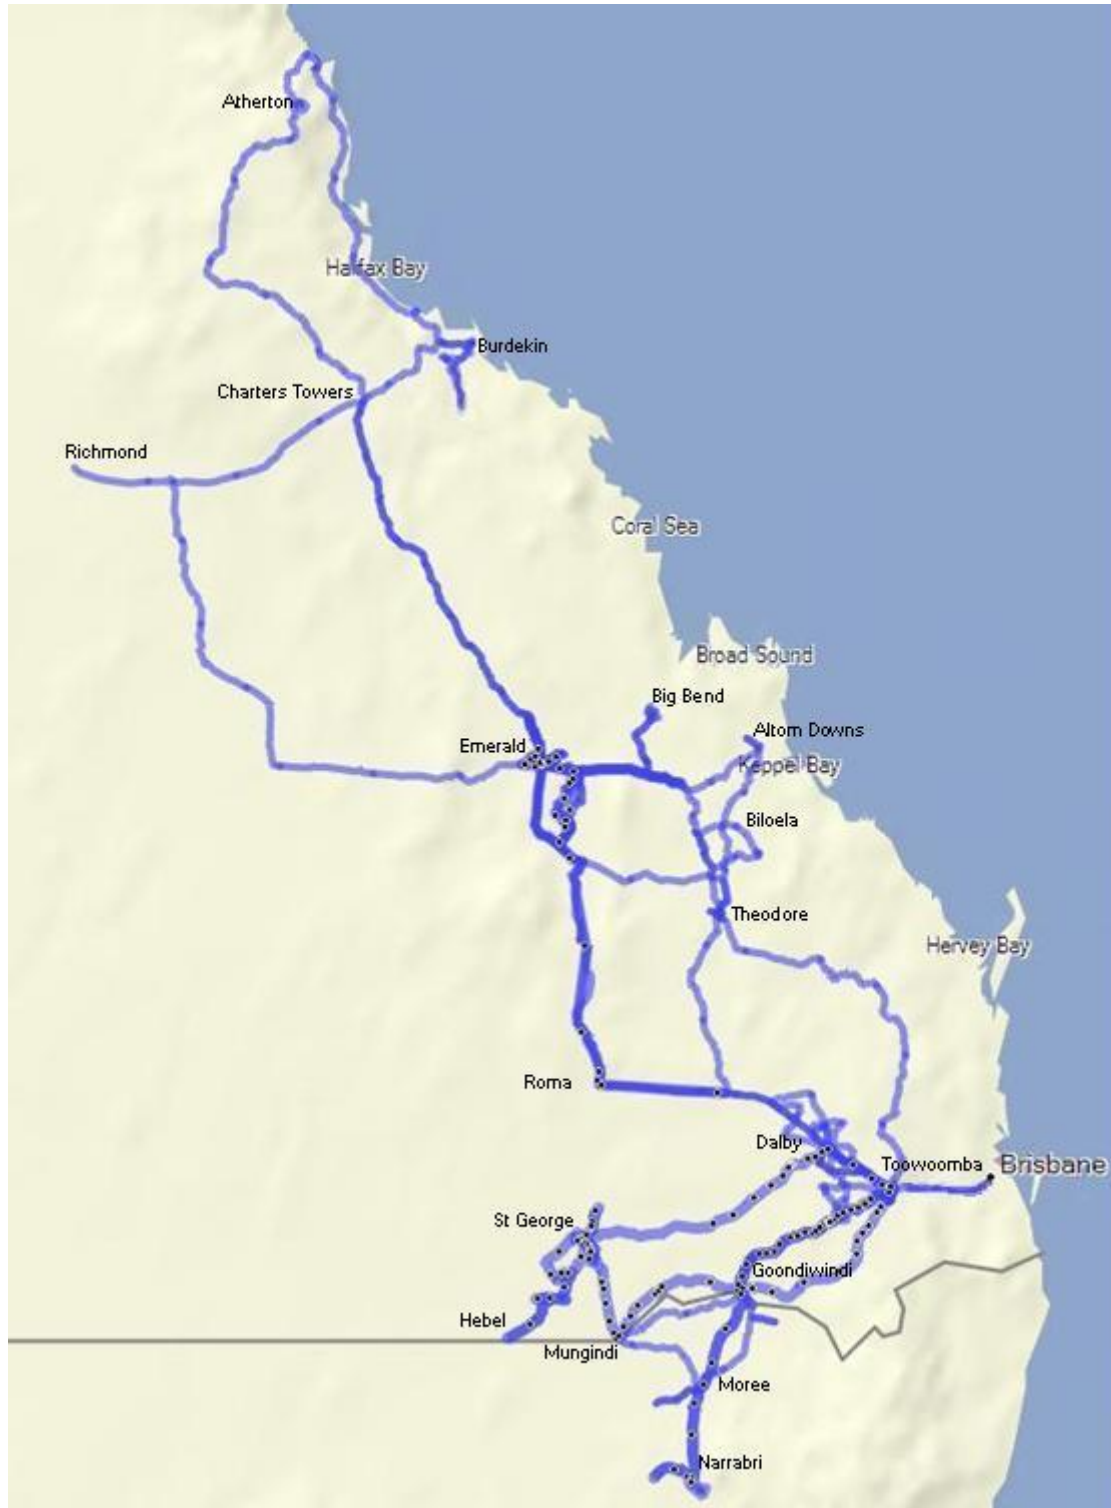 Atherton
Halifax Bay
Burdekin
Charters Towers
Richmond
Coral Sea
Broad Sound
Big Bend
Altom Downs
Emerald
Keppel Bay
Biloela
Theodore
Hervey Bay
Roma
Dalby
Toowoomba
Brisbane
St George
Goondiwindi
Hebel
Mungindi
Moree
Narrabri